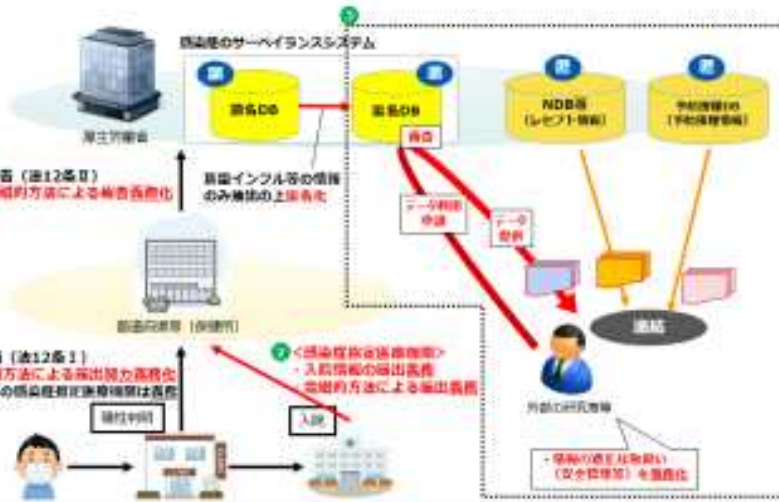 感染症のサーベイランスシステム
顕名DB
匿名DB
NDB等
(レセプト情報)
予防接種DB
(予防接種情報)
厚生労働省
審査
告(法12条Ⅱ)
磁的方法による報告義務化
新型インフル等の情報
のみ抽出の上匿名化
データ利用
申請
データ
提供
都道府県等(保健所)
連結
(法12条Ⅰ)
方法による届出努力義務化
の感染症指定医療機関は義務
<感染症指定医療機関>
・入院情報の届出義務
・電磁的方法による届出義務
陽性判明
入院
外部の研究者等
・情報の適正な取扱い
(安全管理等)を義務化